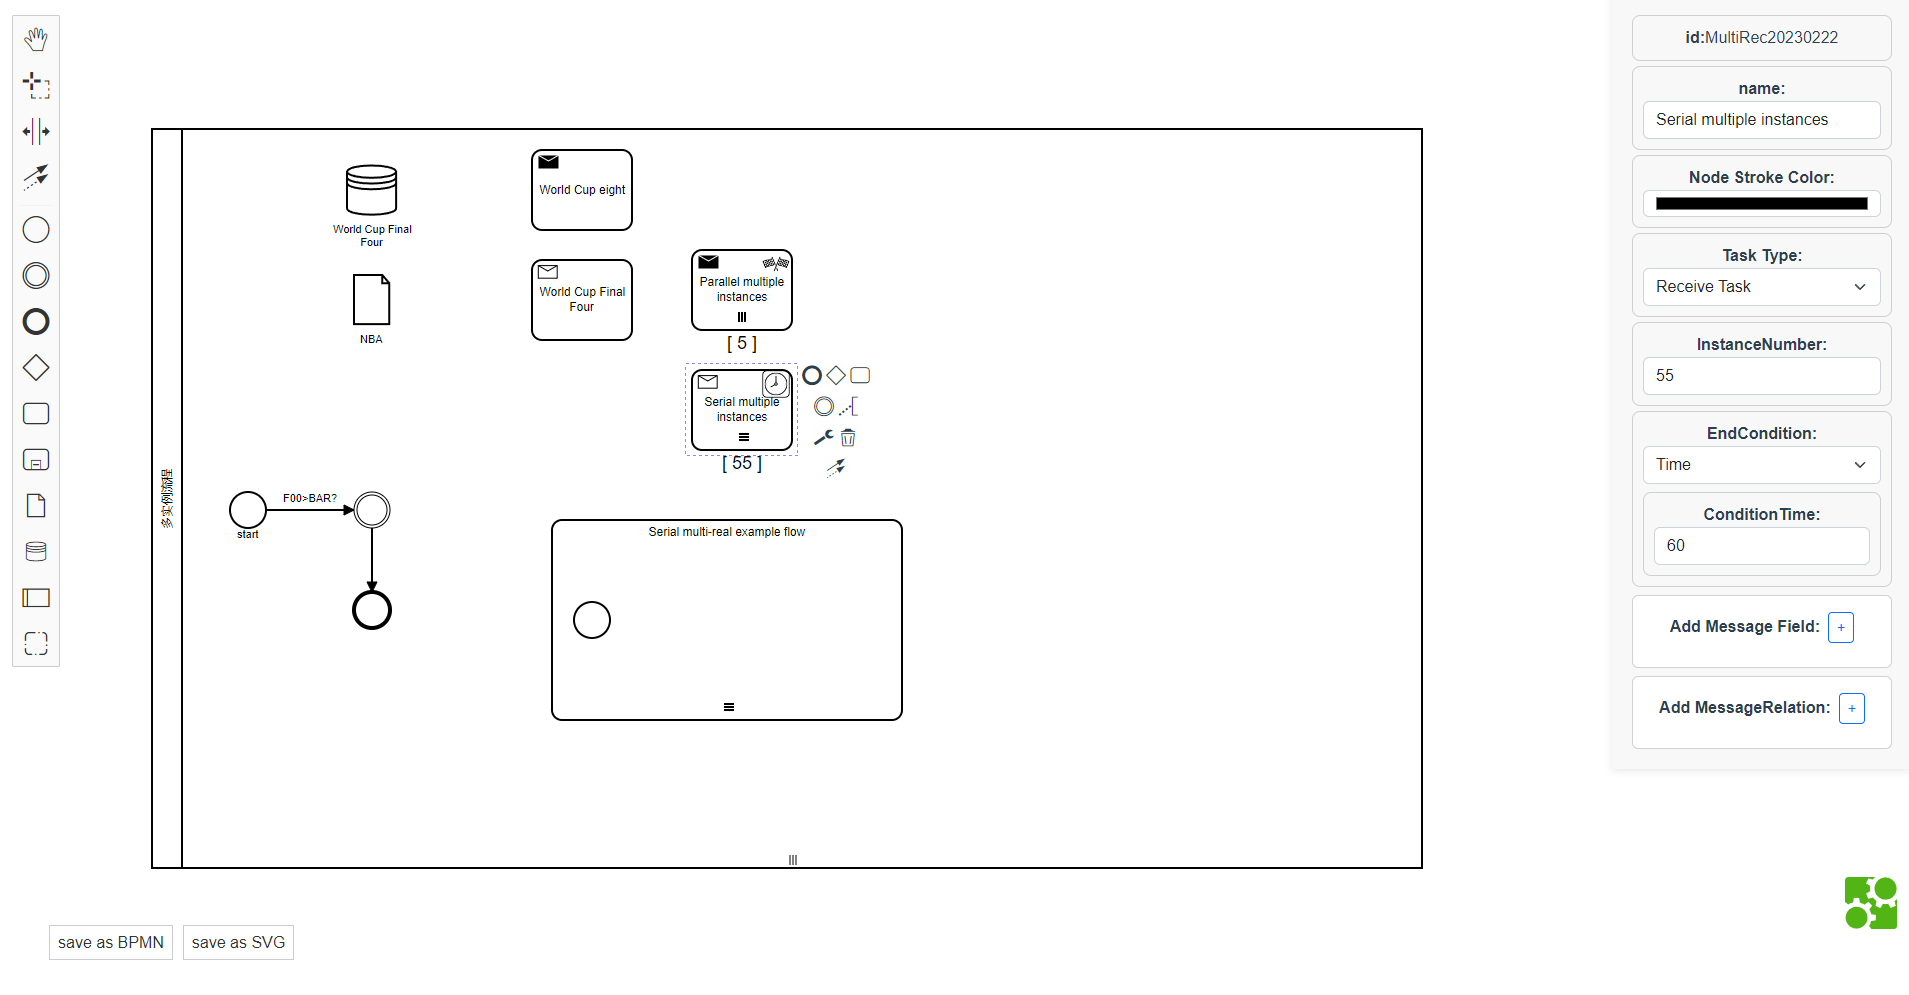 World Cup Final
Four
NBA
World Cup eight
World Cup Final
Four
Parallel multiple
instances
[ 5 ]
Serial multiple
instances
[ 55 ]
多实例流程
start
F00>BAR?
Serial multi-real example flow
save as BPMN
save as SVG
id:MultiRec20230222
name:
Serial multiple instances
Node Stroke Color:
Task Type:
Receive Task
InstanceNumber:
55
EndCondition:
Time
ConditionTime:
60
Add Message Field: +
Add MessageRelation: +